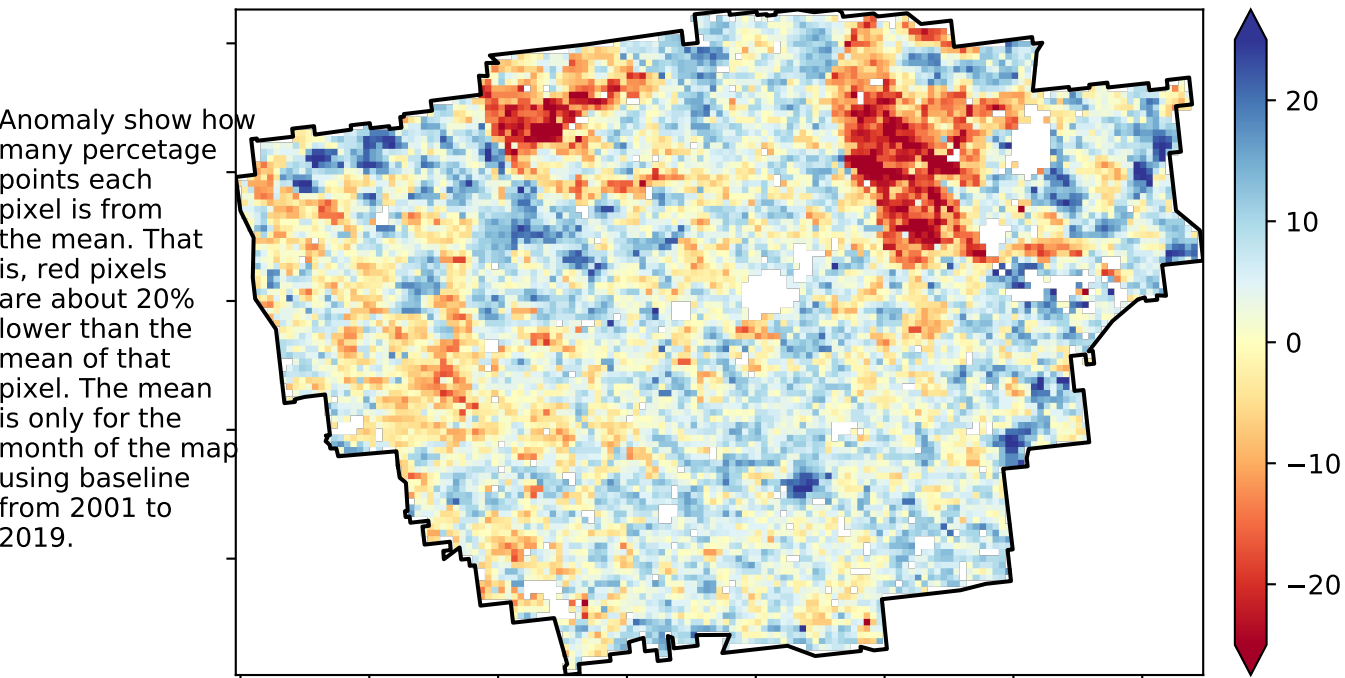 Anomaly show how
many percetage
points each
pixel is from
the mean. That
is, red pixels
are about 20%
lower than the
mean of that
pixel. The mean
is only for the
month of the map
using baseline
from 2001 to
2019.
20
10
0
−10
−20